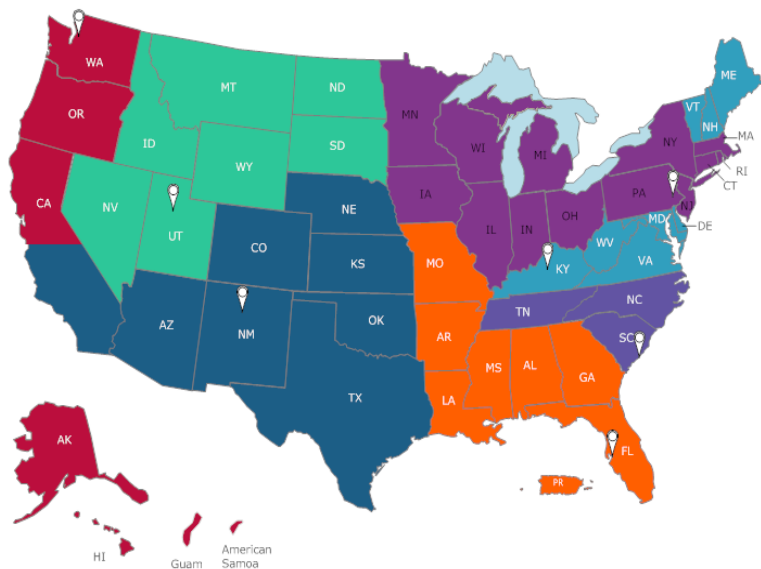 WA
MT
ND
ME
VT
NH
OR
MN
MA
ID
SD
WI
MI
NY
RI
WY
CT
PA
IA
NV
CA
NE
NJ
UT
IL
IN
OH
MD
DE
CO
WV
KS
MO
KY
VA
NC
TN
AZ
NM
OK
AR
SC
MS
AL
GA
TX
LA
FL
AK
PR
HI
Guam
American
Samoa